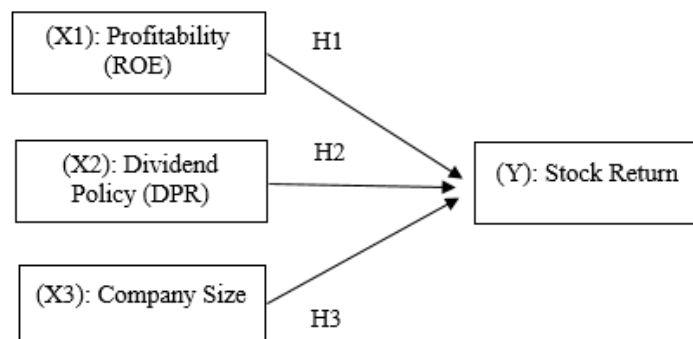 (X1): Profitability
(ROE)
H1
(X2): Dividend
Policy (DPR)
H2
(Y): Stock Return
(X3): Company Size
H3